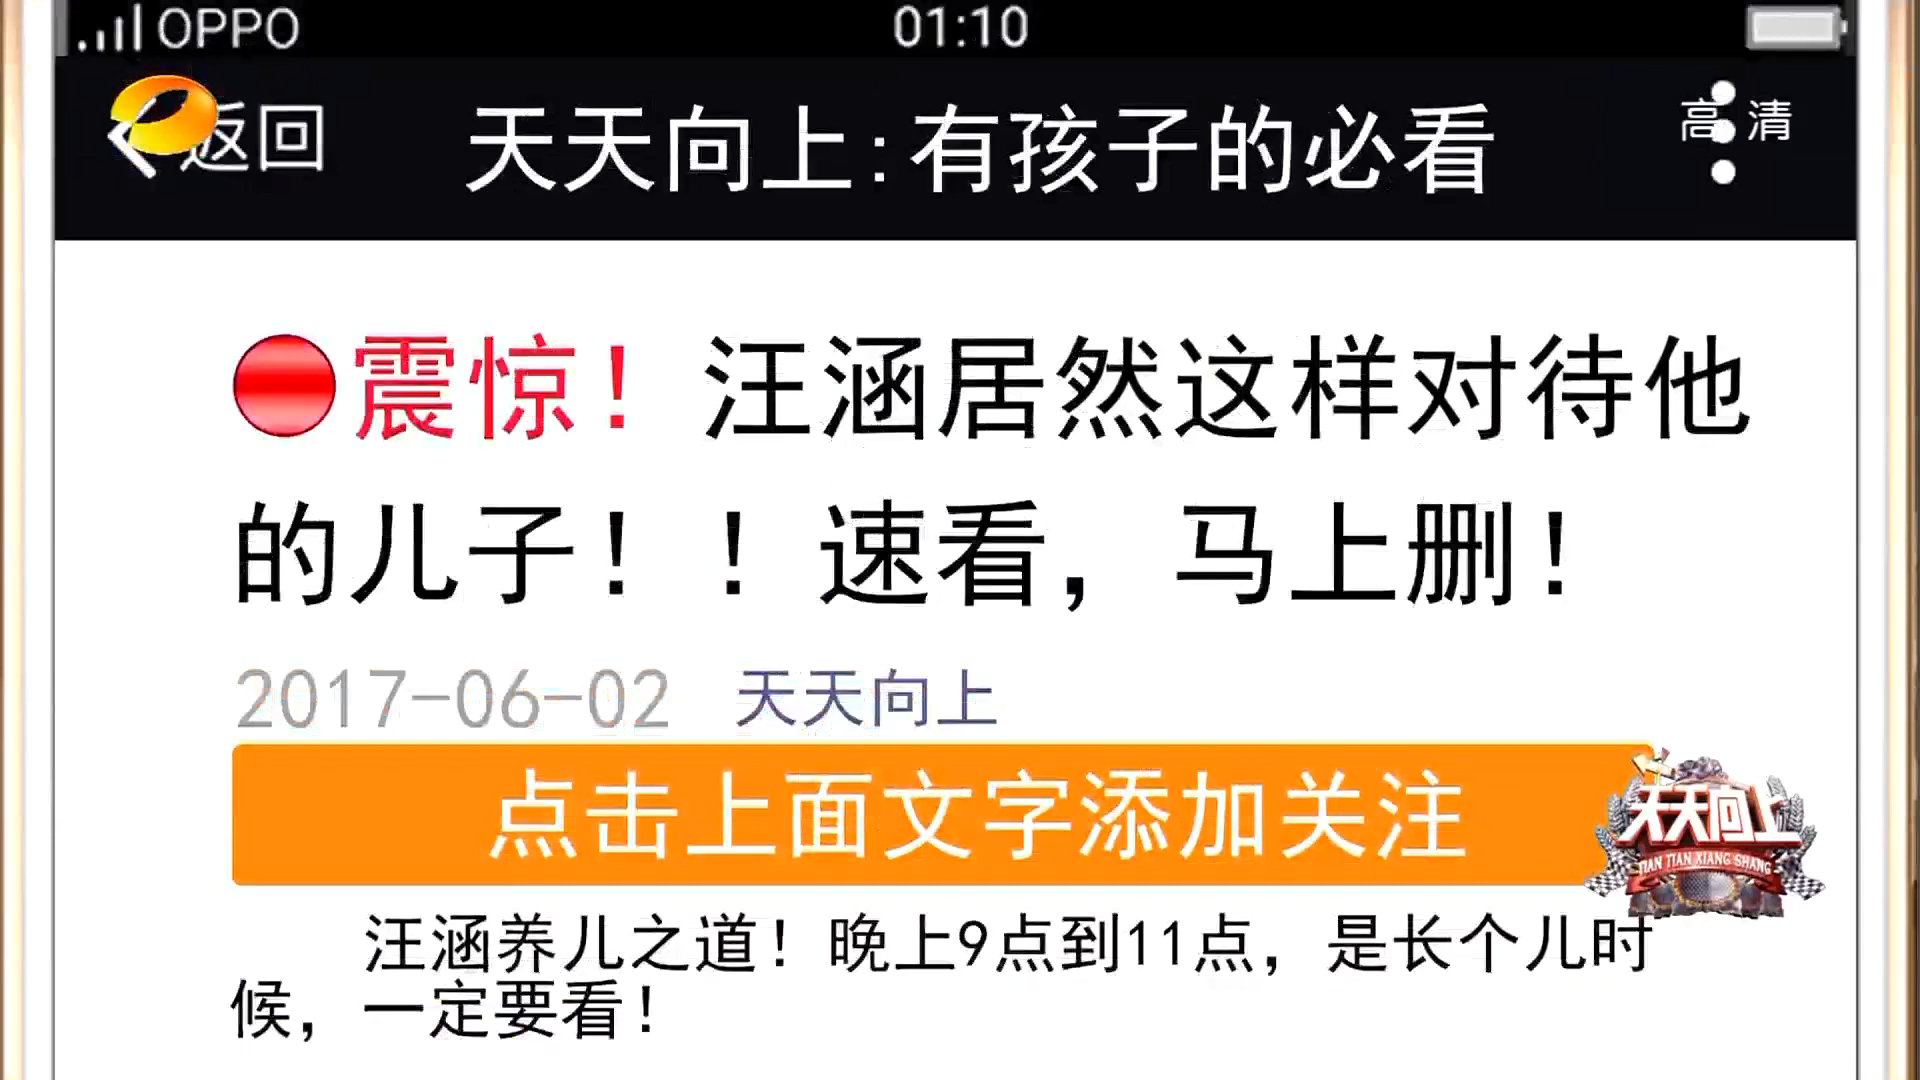 OPPO 01:10
返回 天天向上:有孩子的必看 高清
震惊！汪涵居然这样对待他
的儿子！！速看，马上删！
2017-06-02 天天向上
点击上面文字添加关注
天天向上
TIAN TIAN XIANG SHANG
汪涵养儿之道！晚上9点到11点，是长个儿时
候，一定要看！